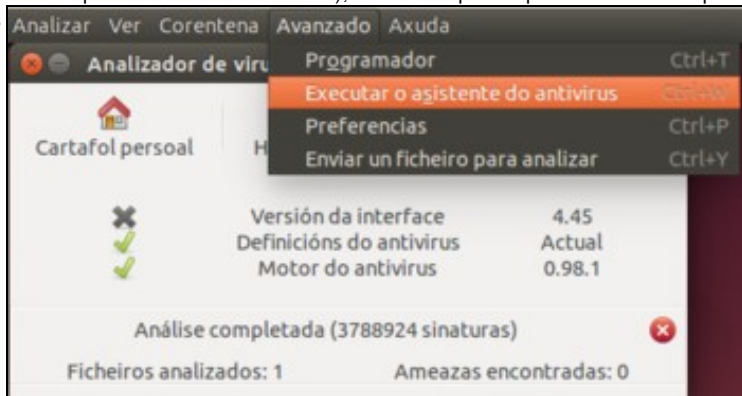 Analizar Ver Corentena Avanzado Axuda
Analizador de viru
Programador Ctrl+T
Executar o asistente do antivirus Ctrl+W
Preferencias Ctrl+P
Enviar un ficheiro para analizar Ctrl+Y
Cartafol persoal H
Versión da interface 4.45
Definicións do antivirus Actual
Motor do antivirus 0.98.1
Análise completada (3788924 sinaturas)
Ficheiros analizados: 1 Ameazas encontradas: 0